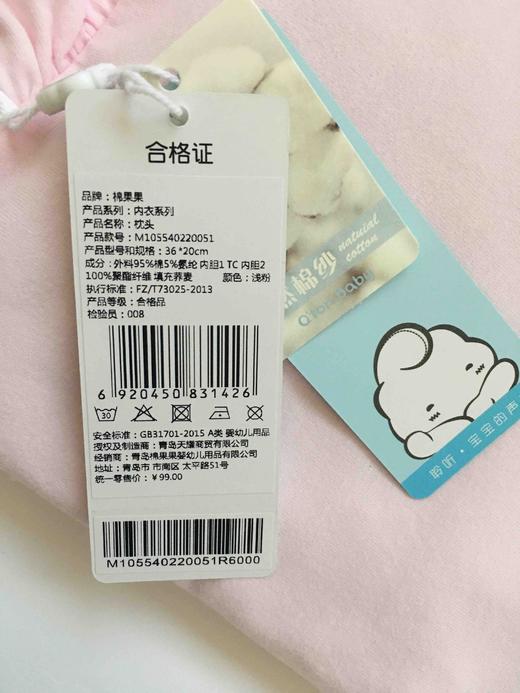 合格证
品牌：棉果果
产品系列：内衣系列
产品名称：枕头
产品款号：M105540220051
产品型号和规格：36*20cm
成分：外料95%棉5%氨纶 内胆1 TC 内胆2
100%聚酯纤维 填充荞麦 颜色：浅粉
执行标准：FZ/T73025-2013
产品等级：合格品
检验员：008
6 920450 831426
30
安全标准：GB31701-2015 A类 婴幼儿用品
授权及制造商：青岛天耀商贸有限公司
经销商：青岛棉果果婴幼儿用品有限公司
地址：青岛市 市南区 太平路51号
统一零售价：￥99.00
M105540220051R6000
natuial
cotton
聆听·宝宝的声